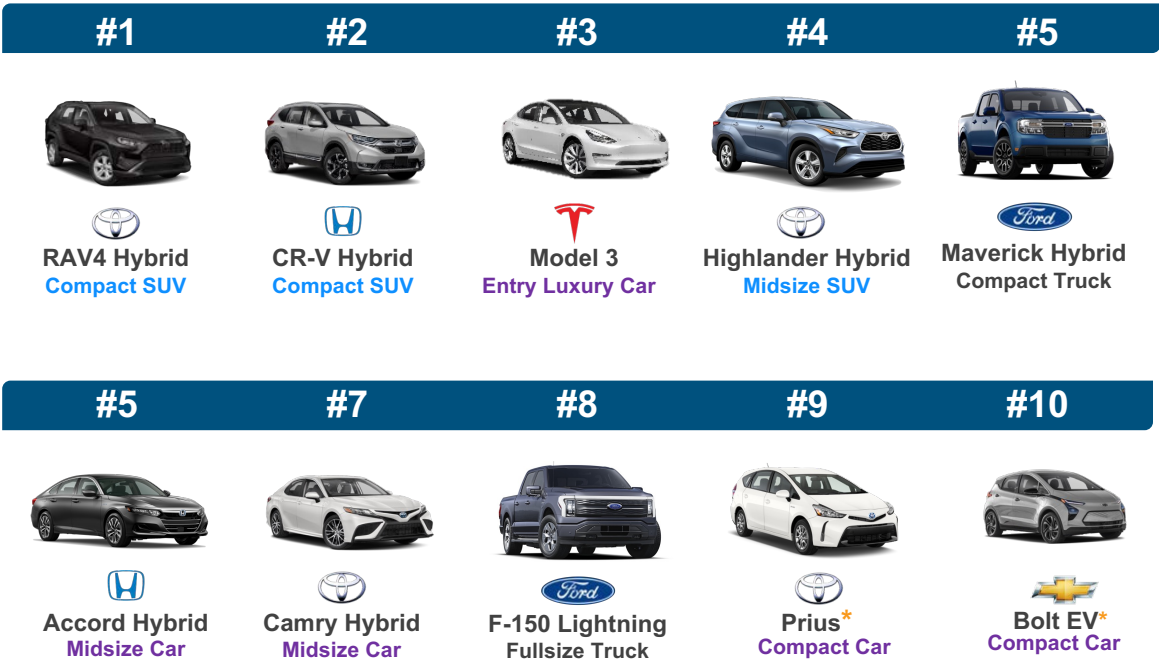 #1 #2 #3 #4 #5
Ford
RAV4 Hybrid CR-V Hybrid Model 3 Highlander Hybrid Maverick Hybrid
Compact SUV Compact SUV Entry Luxury Car Midsize SUV Compact Truck
#5 #7 #8 #9 #10
Ford
Accord Hybrid Camry Hybrid F-150 Lightning Prius* Bolt EV*
Midsize Car Midsize Car Fullsize Truck Compact Car Compact Car